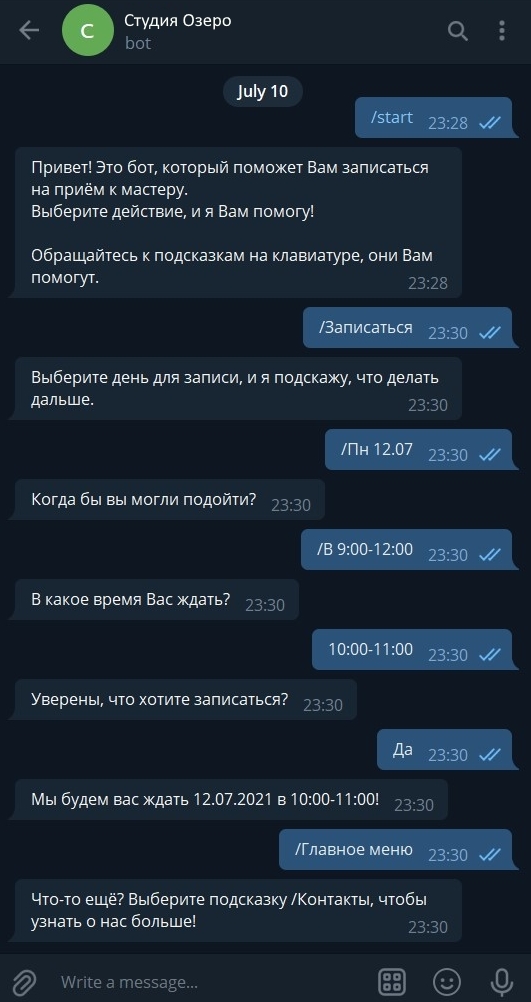 Студия Озеро
С
bot
July 10
/start 23:28
Привет! Это бот, который поможет Вам записаться
на приём к мастеру.
Выберите действие, и я Вам помогу!
Обращайтесь к подсказкам на клавиатуре, они Вам
помогут. 23:28
/Записаться 23:30
Выберите день для записи, и я подскажу, что делать
дальше. 23:30
/Пн 12.07 23:30
Когда бы вы могли подойти? 23:30
/В 9:00-12:00 23:30
В какое время Вас ждать? 23:30
10:00-11:00 23:30
Уверены, что хотите записаться? 23:30
Да 23:30
Мы будем вас ждать 12.07.2021 в 10:00-11:00! 23:30
/Главное меню 23:30
Что-то ещё? Выберите подсказку /Контакты, чтобы
узнать о нас больше! 23:30
Write a message...